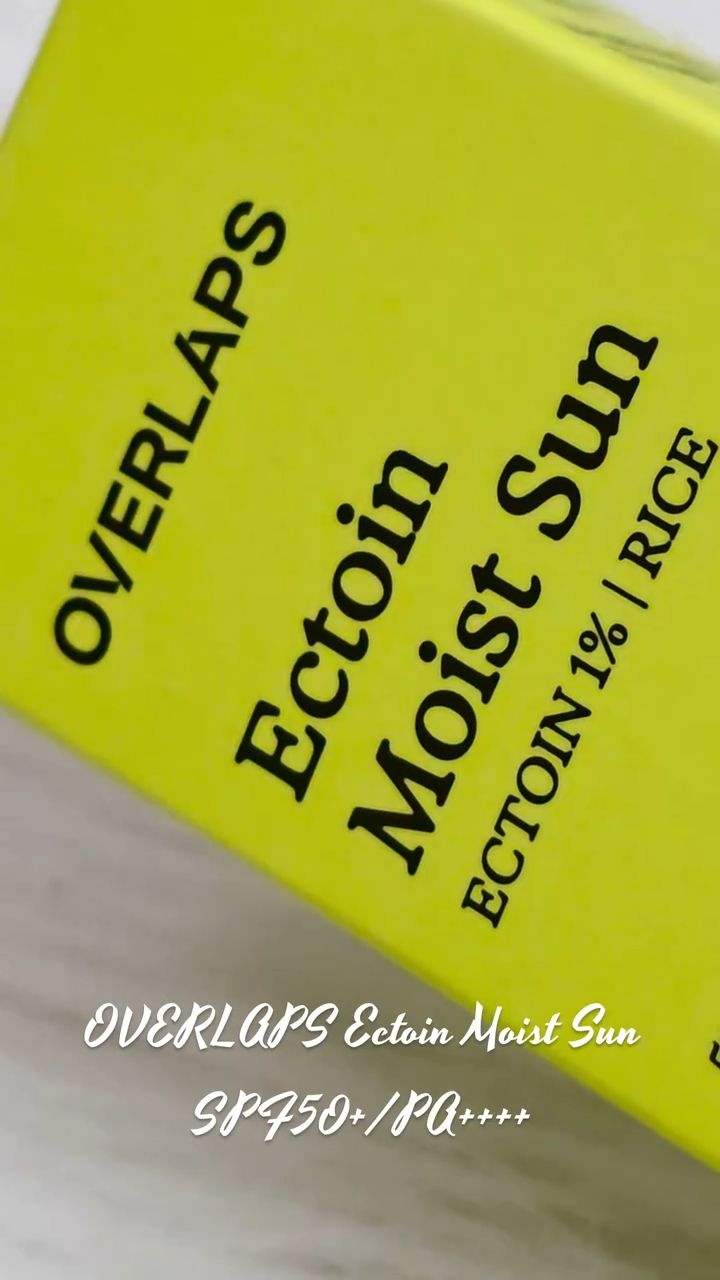 OVERLAPS
Ectoin
Moist Sun
ECTOIN 1% | RICE
OVERLAPS Ectoin Moist Sun
SPF50+/PA++++